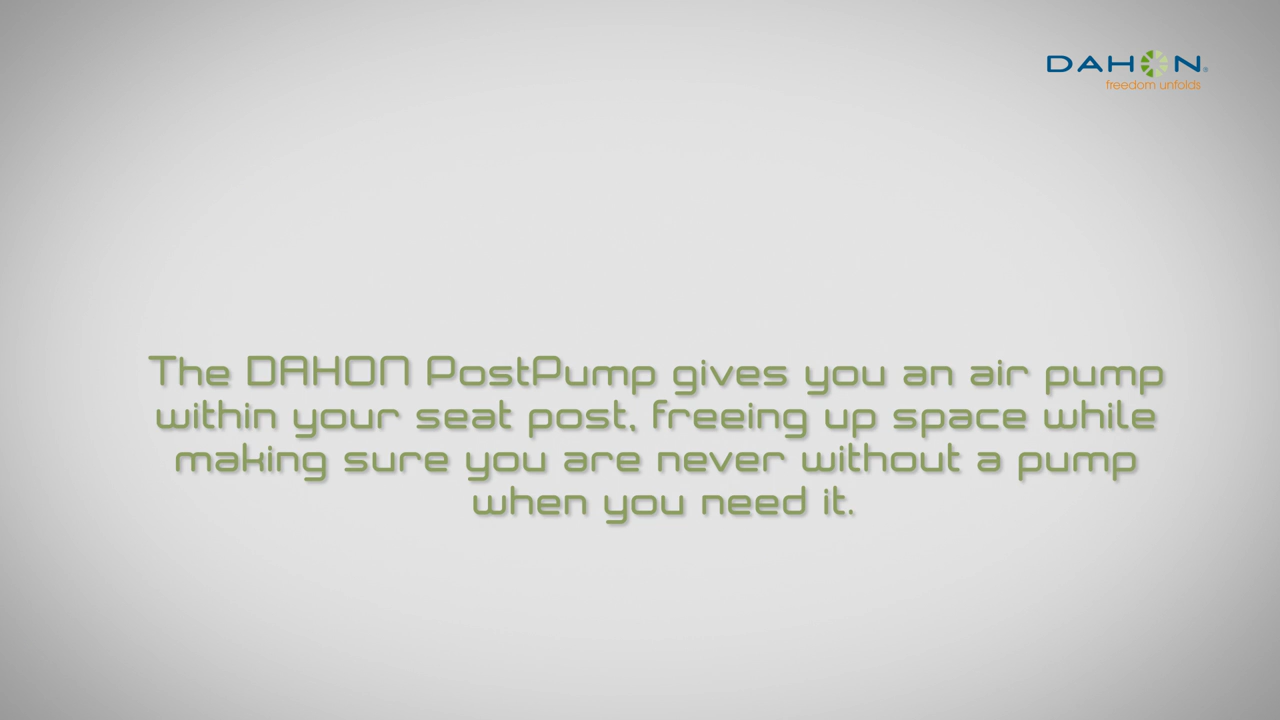 DAHON®
freedom unfolds
The DAHON PostPump gives you an air pump
within your seat post, freeing up space while
making sure you are never without a pump
when you need it.